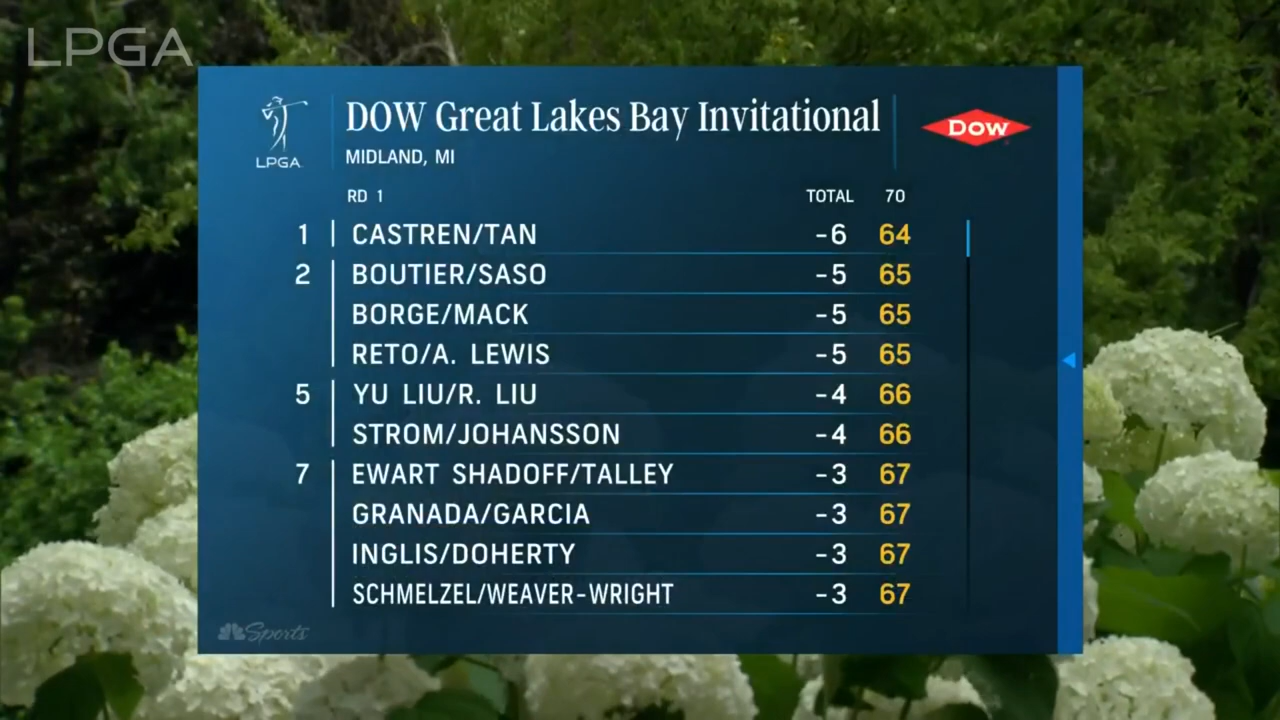 LPGA
LPGA
DOW Great Lakes Bay Invitational
MIDLAND, MI
Dow
RD 1 TOTAL 70
1 CASTREN/TAN -6 64
2 BOUTIER/SASO -5 65
BORGE/MACK -5 65
RETO/A. LEWIS -5 65
5 YU LIU/R. LIU -4 66
STROM/JOHANSSON -4 66
7 EWART SHADOFF/TALLEY -3 67
GRANADA/GARCIA -3 67
INGLIS/DOHERTY -3 67
SCHMELZEL/WEAVER-WRIGHT -3 67
Sports